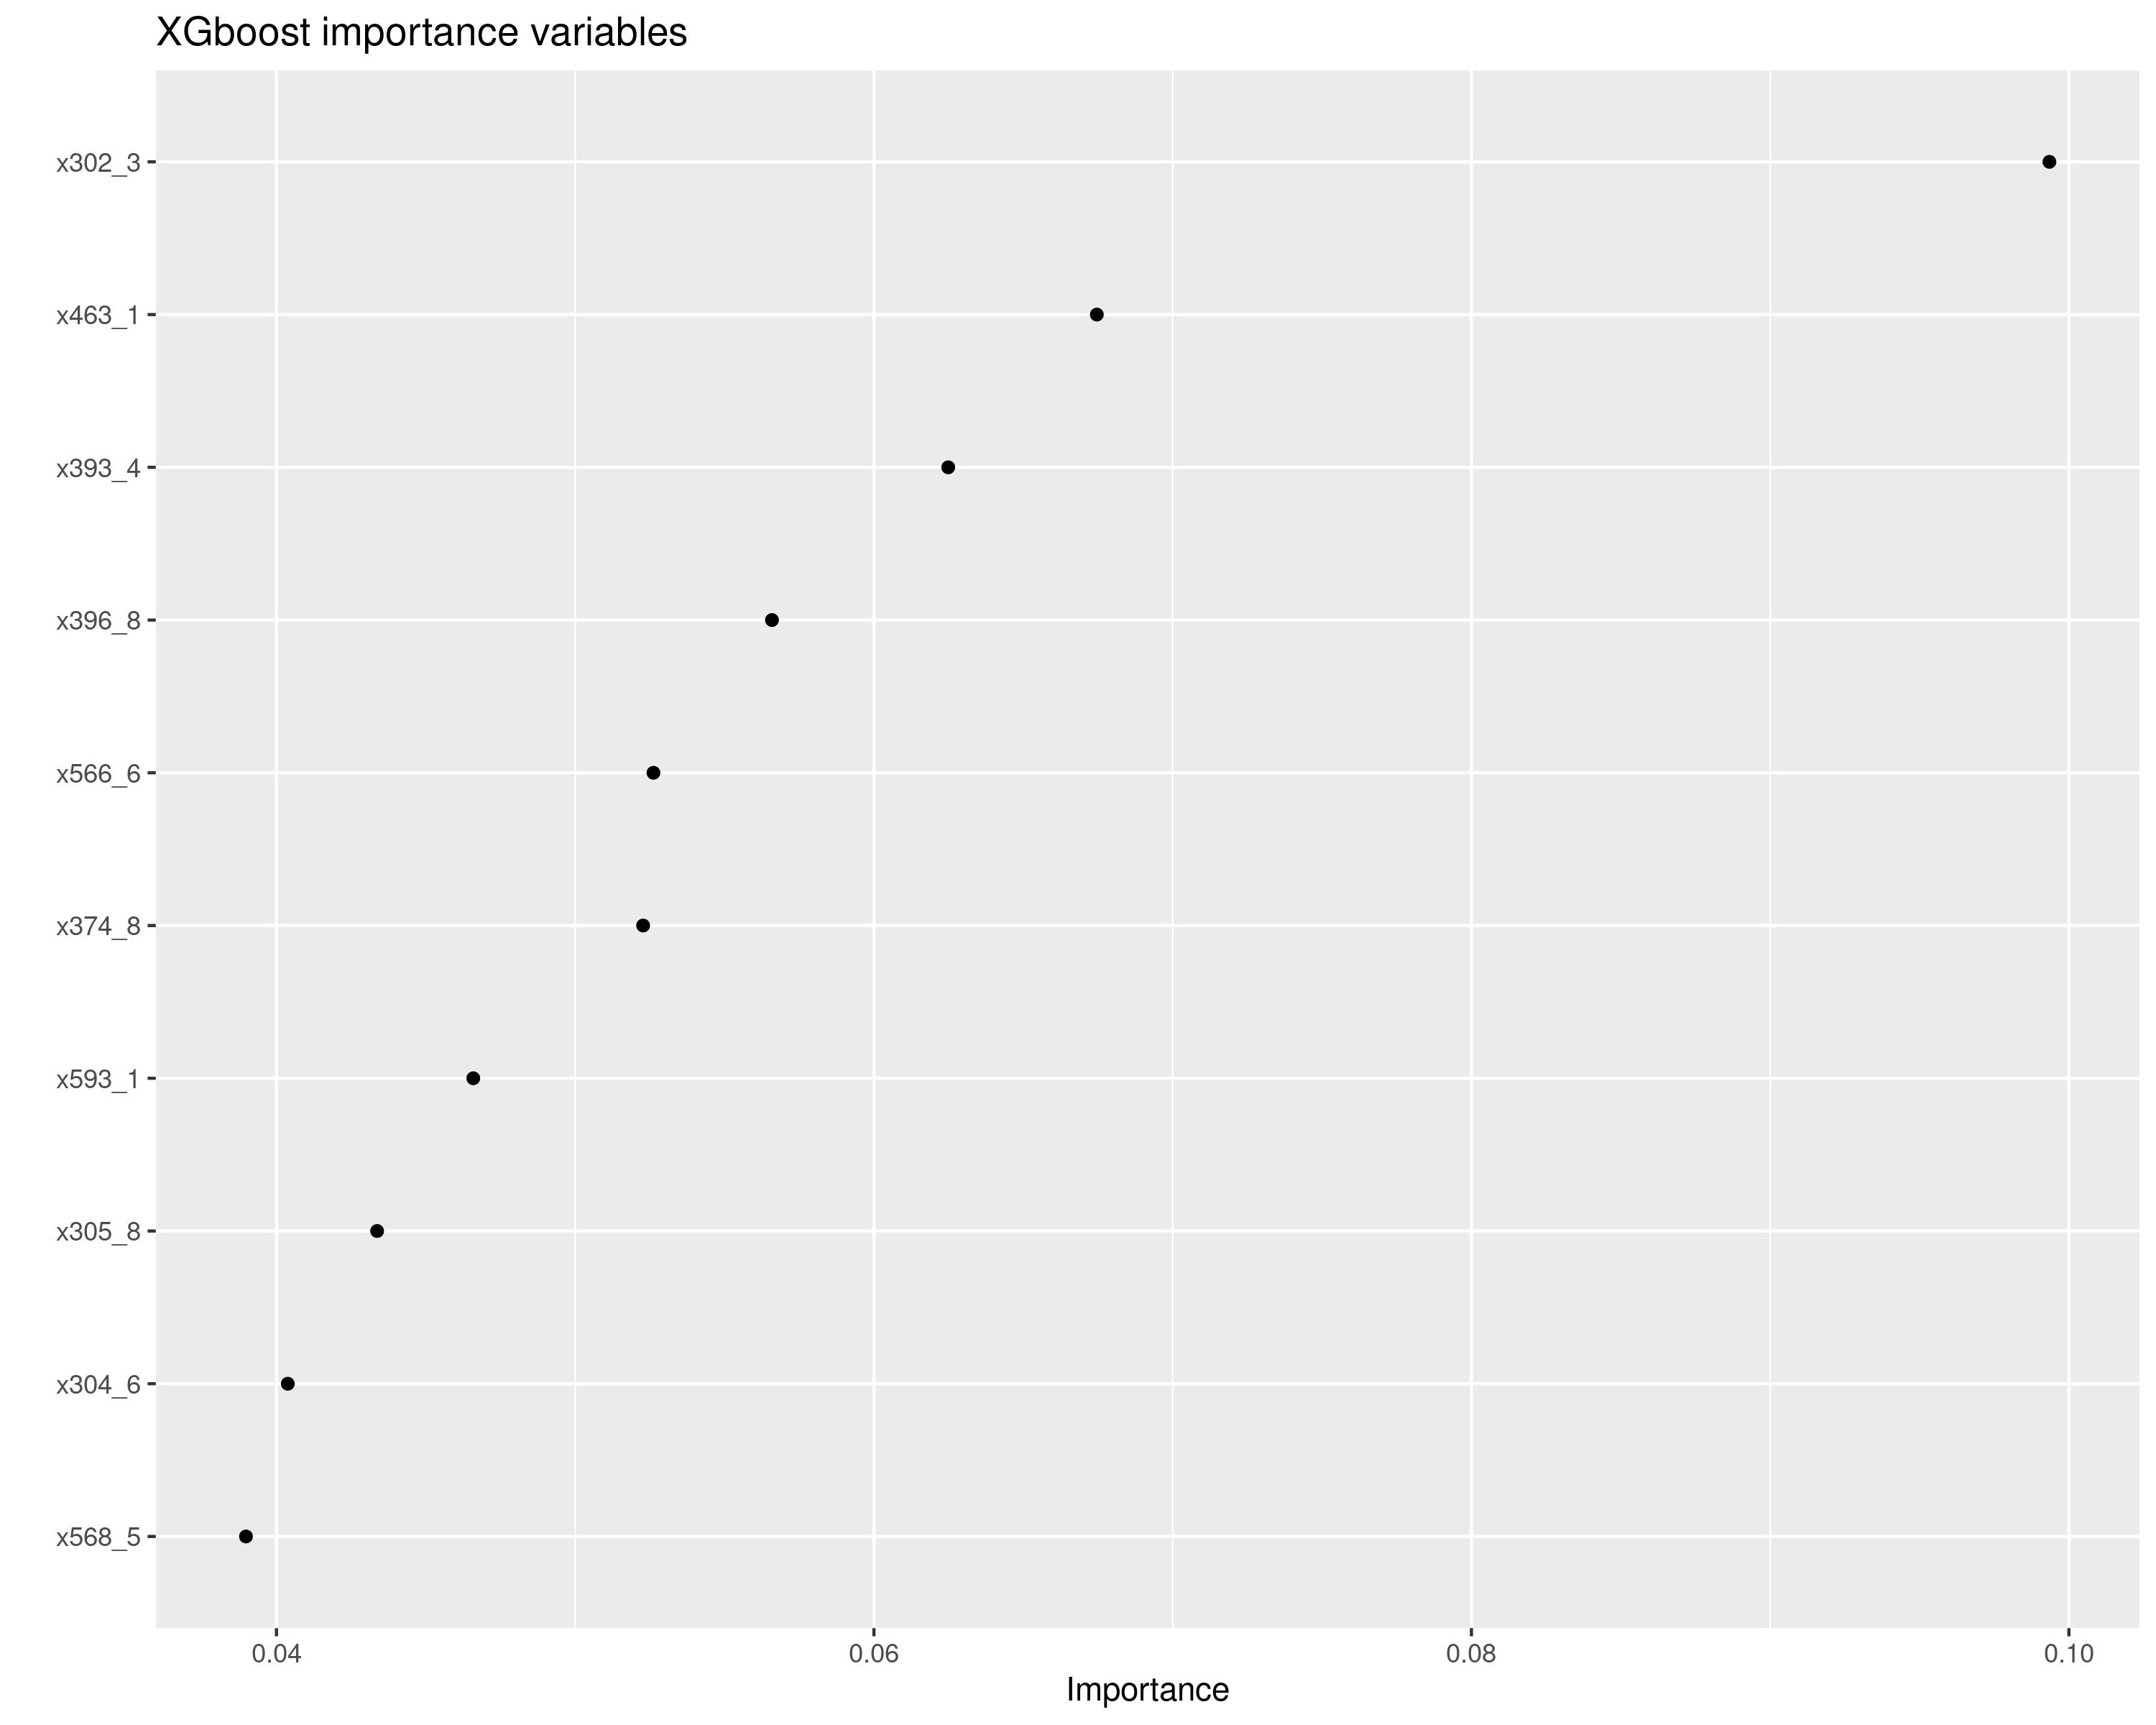 XGboost importance variables
x302_3
x463_1
x393_4
x396_8
x566_6
x374_8
x593_1
x305_8
x304_6
x568_5
0.04 0.06 0.08 0.10
Importance